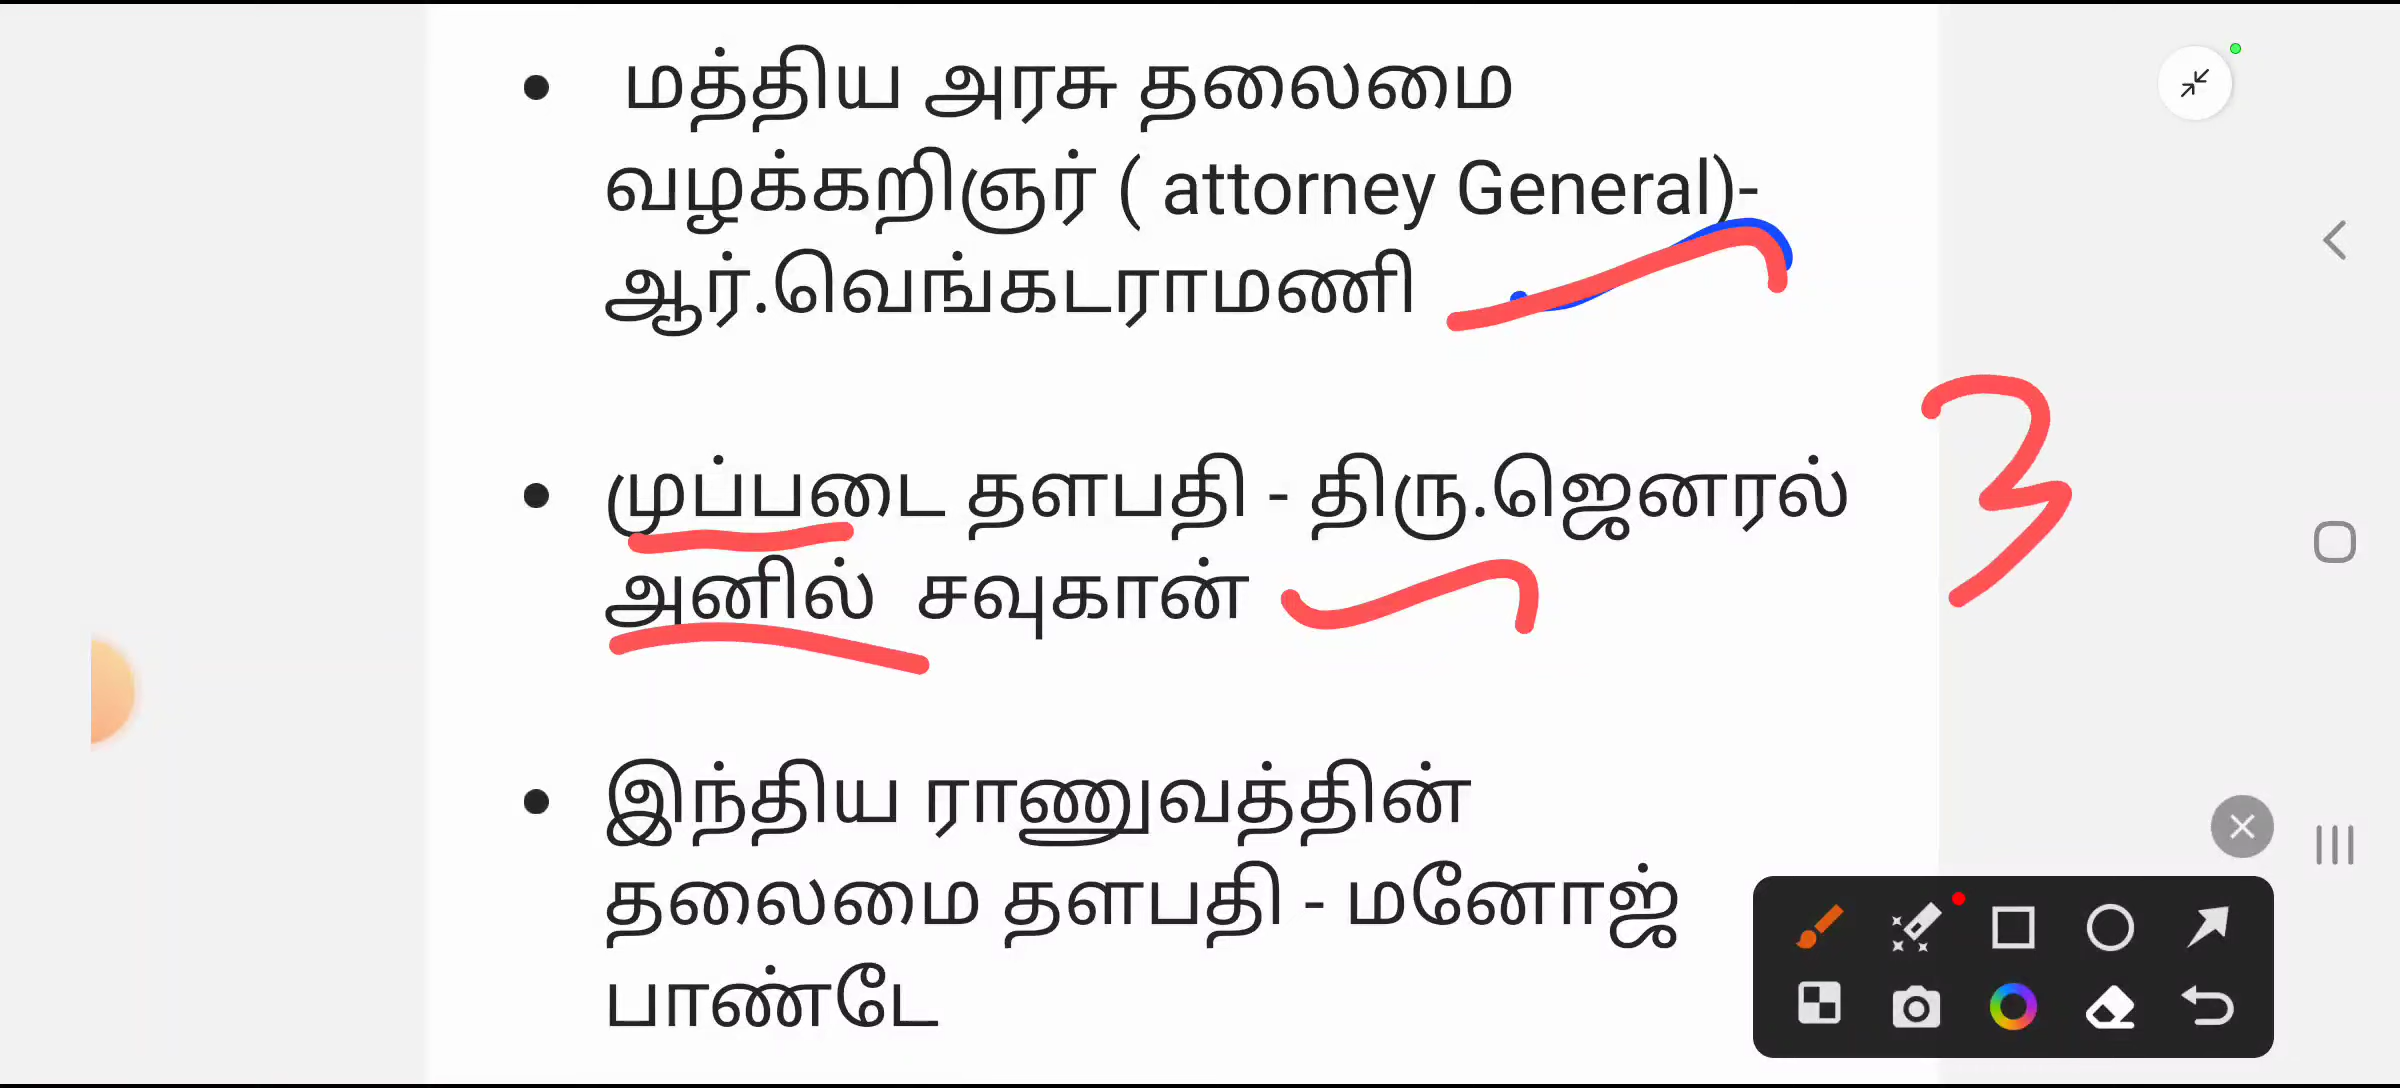 • மத்திய அரசு தலைமை
வழக்கறிஞர் ( attorney General)-
ஆர்.வெங்கடராமணி
• முப்படை தளபதி - திரு.ஜெனரல்
3
அனில் சவுகான்
• இந்திய ராணுவத்தின்
தலைமை தளபதி - மனோஜ்
பாண்டே